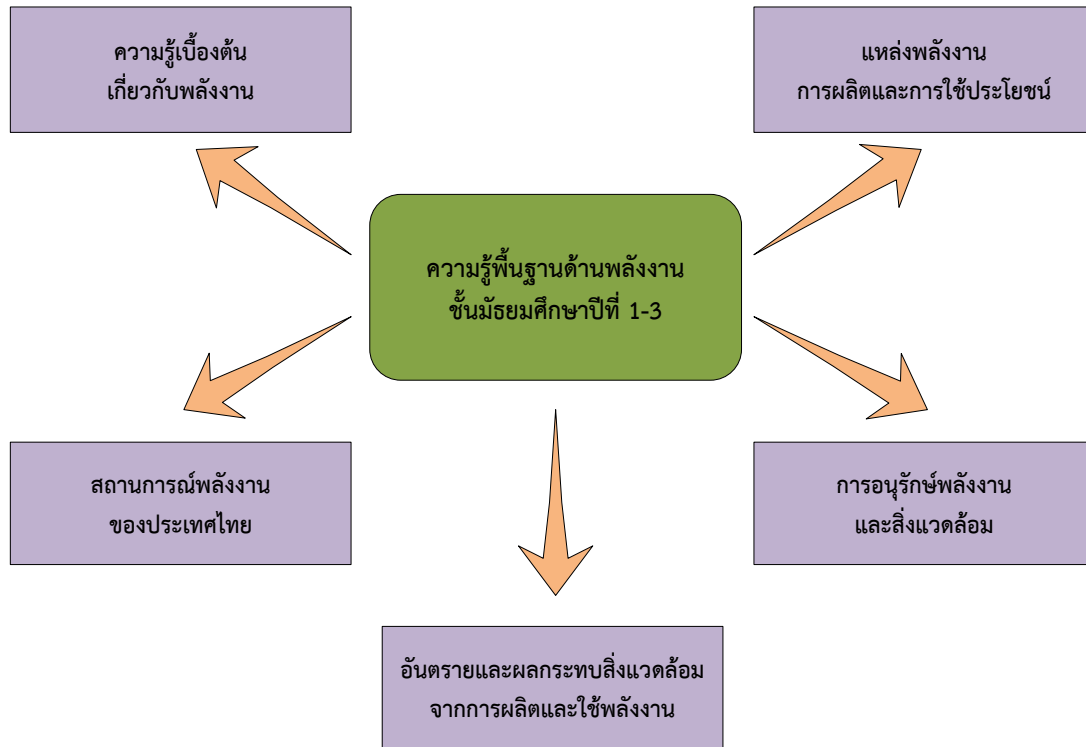 ความรู้เบื้องต้น
เกี่ยวกับพลังงาน
แหล่งพลังงาน
การผลิตและการใช้ประโยชน์
ความรู้พื้นฐานด้านพลังงาน
ชั้นมัธยมศึกษาปีที่ 1-3
สถานการณ์พลังงาน
ของประเทศไทย
การอนุรักษ์พลังงาน
และสิ่งแวดล้อม
อันตรายและผลกระทบสิ่งแวดล้อม
จากการผลิตและใช้พลังงาน